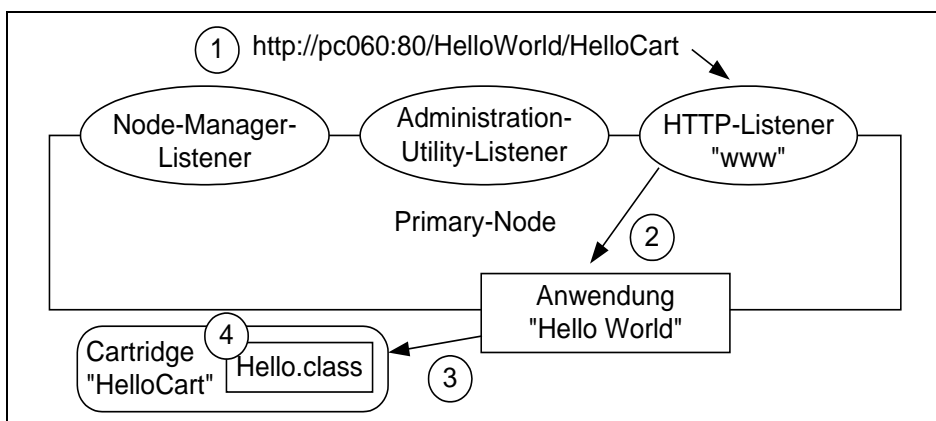 1
http://pc060:80/HelloWorld/HelloCart
Node-Manager-
Listener
Administration-
Utility-Listener
HTTP-Listener
"www"
Primary-Node
2
Anwendung
"Hello World"
4
Cartridge
"HelloCart"
Hello.class
3